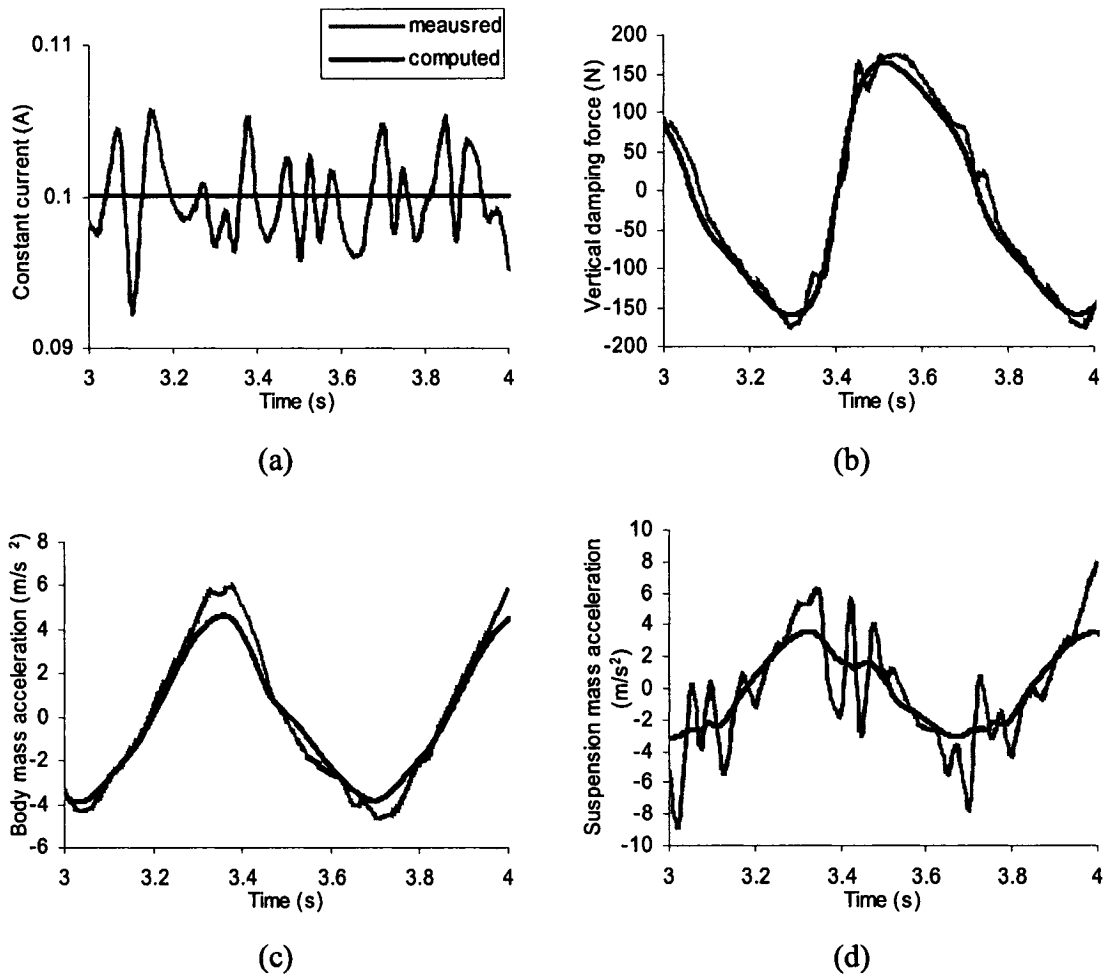 meausred
computed
Constant current (A)
0.11
0.1
0.09
3 3.2 3.4 3.6 3.8 4
Time (s)
(a)
Vertical damping force (N)
200
150
100
50
0
-50
-100
-150
-200
3 3.2 3.4 3.6 3.8 4
Time (s)
(b)
Body mass acceleration (m/s ²)
8
6
4
2
0
-2
-4
-6
3 3.2 3.4 3.6 3.8 4
Time (s)
(c)
Suspension mass acceleration
(m/s²)
10
8
6
4
2
0
-2
-4
-6
-8
-10
3 3.2 3.4 3.6 3.8 4
Time (s)
(d)